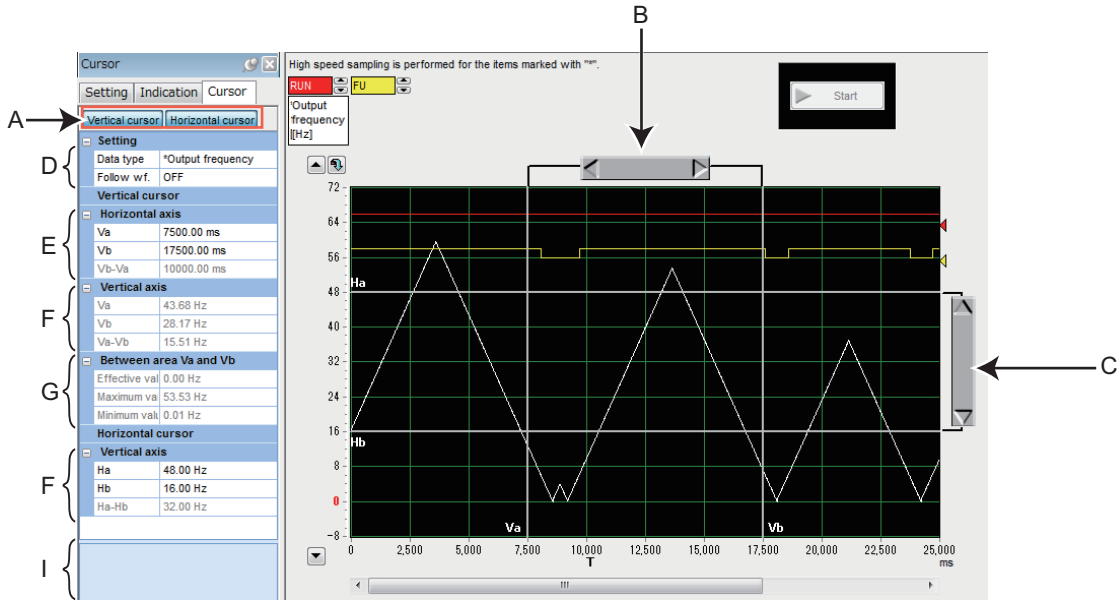 B
Cursor
Setting Indication Cursor
A
Vertical cursor Horizontal cursor
Setting
D
Data type *Output frequency
Follow wf. OFF
Vertical cursor
Horizontal axis
E
Va 7500.00 ms
Vb 17500.00 ms
Vb-Va 10000.00 ms
Vertical axis
F
Va 43.68 Hz
Vb 28.17 Hz
Va-Vb 15.51 Hz
Between area Va and Vb
G
Effective val 0.00 Hz
Maximum va 53.53 Hz
Minimum valu 0.01 Hz
Horizontal cursor
Vertical axis
F
Ha 48.00 Hz
Hb 16.00 Hz
Ha-Hb 32.00 Hz
I
High speed sampling is performed for the items marked with "*".
RUN FU
*Output
frequency
[Hz]
Start
72
64
56
48
40
32
24
16
8
0
-8
Ha
Hb
Va
Vb
C
0 2,500 5,000 7,500 10,000 12,500 15,000 17,500 20,000 22,500 25,000
T
ms